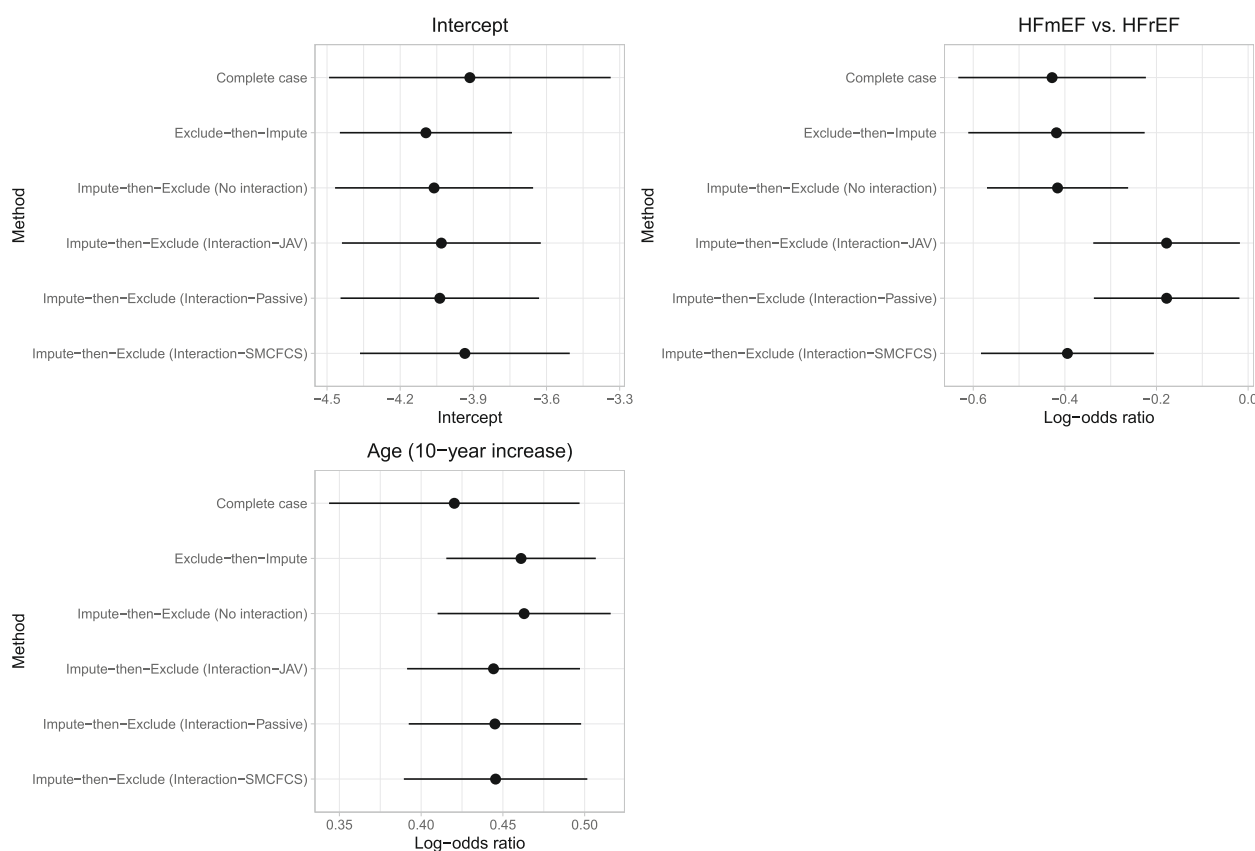 Intercept
Method
Complete case
Exclude−then−Impute
Impute−then−Exclude (No interaction)
Impute−then−Exclude (Interaction−JAV)
Impute−then−Exclude (Interaction−Passive)
Impute−then−Exclude (Interaction−SMCFCS)
−4.5 −4.2 −3.9 −3.6 −3.3
Intercept
HFmEF vs. HFrEF
Method
Complete case
Exclude−then−Impute
Impute−then−Exclude (No interaction)
Impute−then−Exclude (Interaction−JAV)
Impute−then−Exclude (Interaction−Passive)
Impute−then−Exclude (Interaction−SMCFCS)
−0.6 −0.4 −0.2 0.0
Log−odds ratio
Age (10−year increase)
Method
Complete case
Exclude−then−Impute
Impute−then−Exclude (No interaction)
Impute−then−Exclude (Interaction−JAV)
Impute−then−Exclude (Interaction−Passive)
Impute−then−Exclude (Interaction−SMCFCS)
0.35 0.40 0.45 0.50
Log−odds ratio